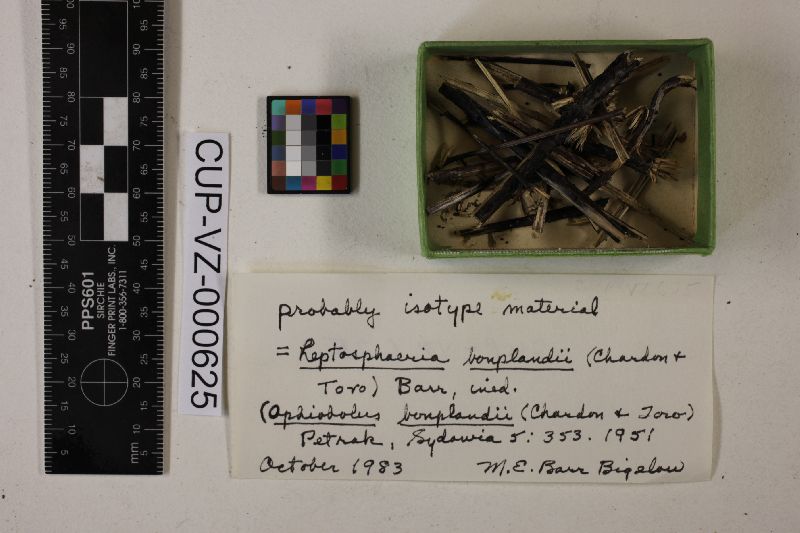 PPS601
SIRCHIE
FINGER PRINT LABS., INC.
1-800-356-7311
mm
CUP-VZ-000625
probably isotype material
= Leptosphaeria bonplandii (Chardon +
Toro) Barr, ined.
(Ophiobolus bonplandii (Chardon & Toro)
Petrak, Sydowia 5: 353. 1951
October 1983 M.E. Barr Bigelow